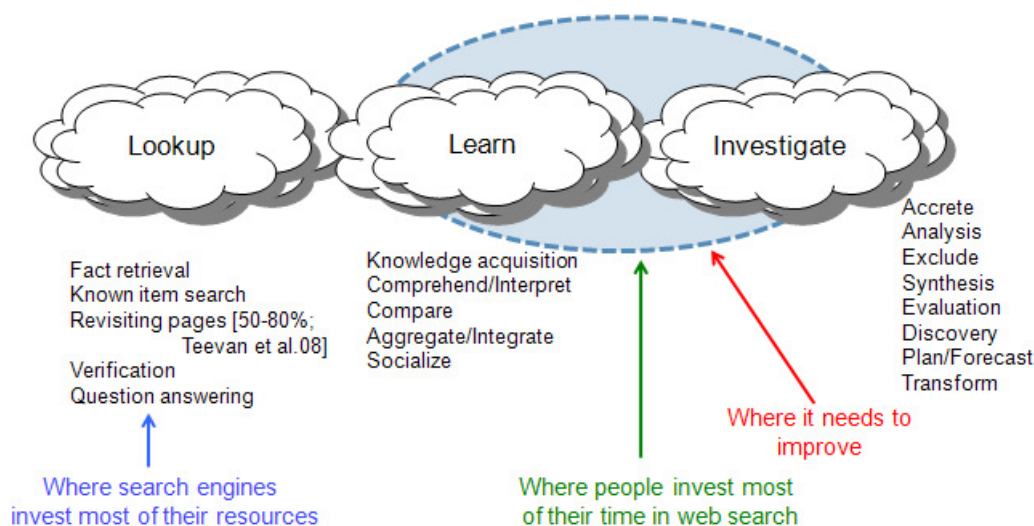 Lookup
Learn
Investigate
Fact retrieval
Known item search
Revisiting pages [50-80%;
Teevan et al.08]
Verification
Question answering
Knowledge acquisition
Comprehend/Interpret
Compare
Aggregate/Integrate
Socialize
Accrete
Analysis
Exclude
Synthesis
Evaluation
Discovery
Plan/Forecast
Transform
Where search engines
invest most of their resources
Where people invest most
of their time in web search
Where it needs to
improve